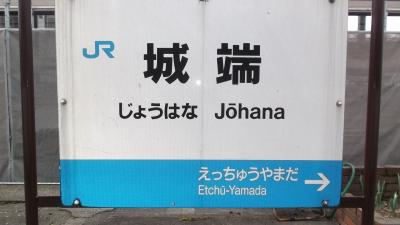 JR
城端
じょうはな Jōhana
えっちゅうやまだ
Etchū-Yamada →